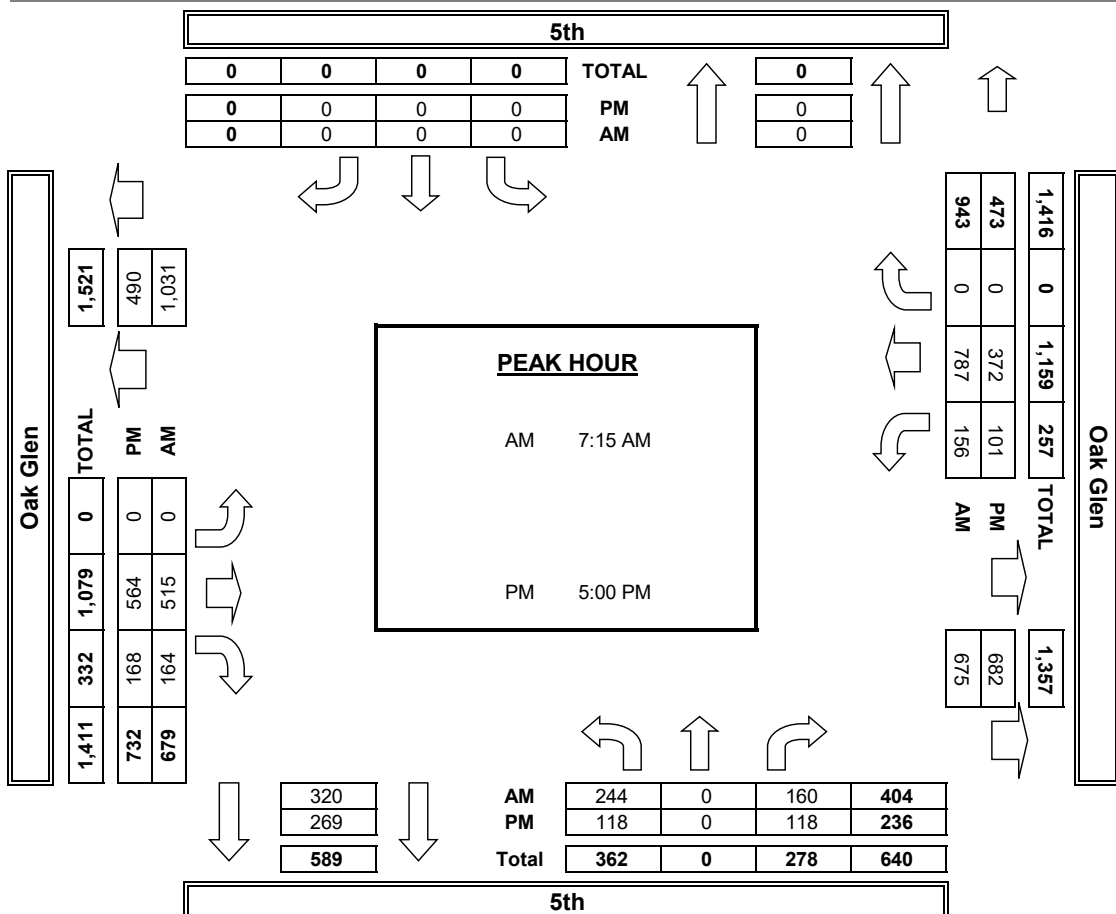 5th
0 0 0 0 TOTAL 0
0 0 0 0 PM 0
0 0 0 0 AM 0
Oak Glen
1,521
490
1,031
TOTAL
PM
AM
0 1,079 332 1,411
0 564 168 732
0 515 164 679
PEAK HOUR
AM 7:15 AM
PM 5:00 PM
1,416 0 1,159 257 TOTAL 1,357
473 0 372 101 PM 682
943 0 787 156 AM 675
Oak Glen
320 AM 244 0 160 404
269 PM 118 0 118 236
589 Total 362 0 278 640
5th